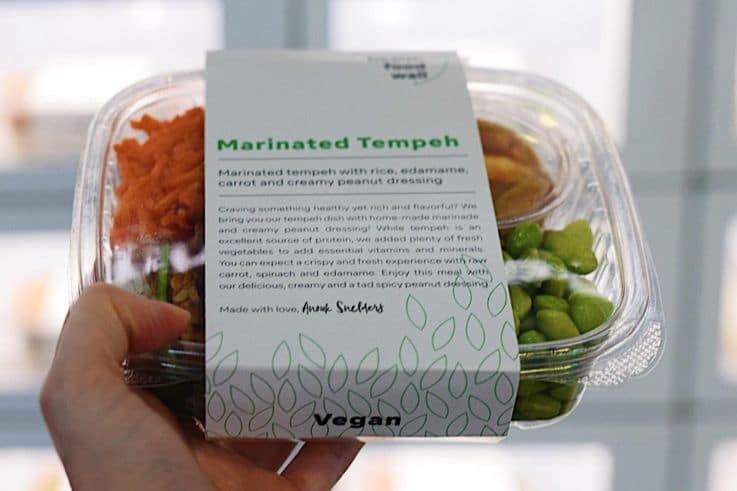 food
wall
Marinated Tempeh
Marinated tempeh with rice, edamame,
carrot and creamy peanut dressing
Craving something healthy yet rich and flavorful? We
bring you our tempeh dish with home-made marinade
and creamy peanut dressing! While tempeh is an
excellent source of protein, we added plenty of fresh
vegetables to add essential vitamins and minerals.
You can expect a crispy and fresh experience with raw
carrot, spinach and edamame. Enjoy this meal with
our delicious, creamy and a tad spicy peanut dressing.
Made with love, Anouk Snelders
Vegan